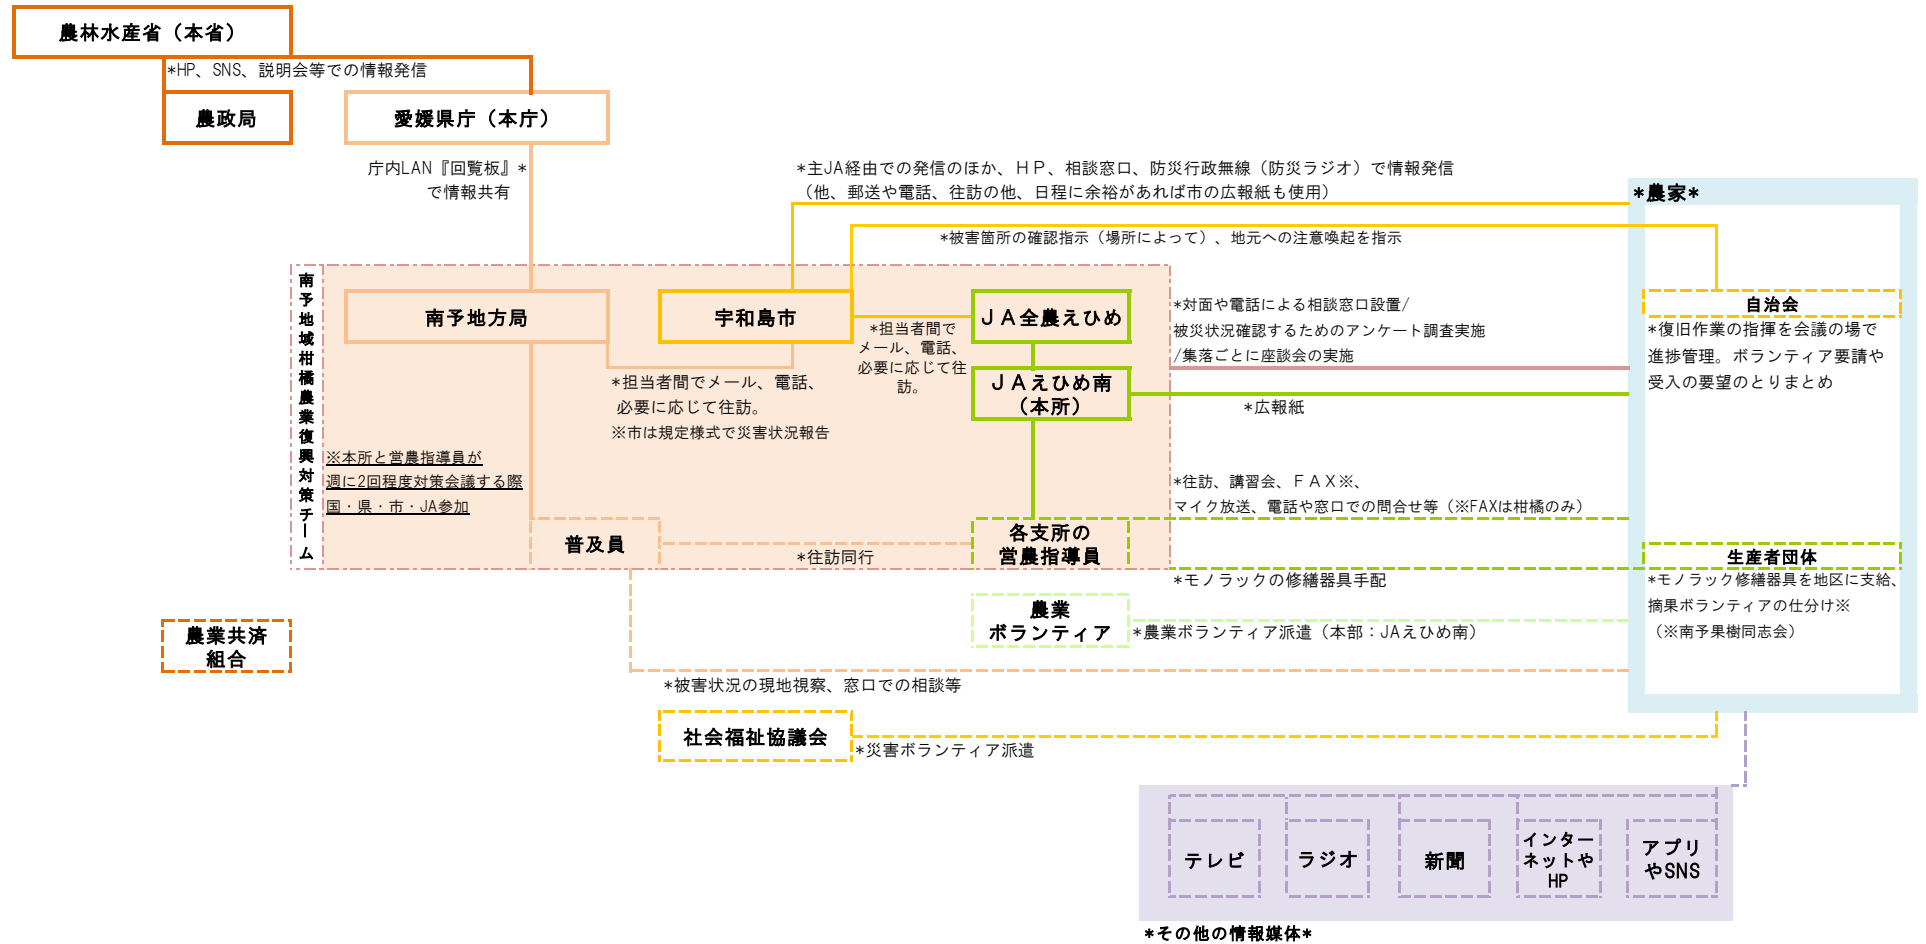 農林水産省（本省）
*HP、SNS、説明会等での情報発信
農政局
愛媛県庁（本庁）
庁内LAN『回覧板』*
で情報共有
*主JA経由での発信のほか、ＨＰ、相談窓口、防災行政無線（防災ラジオ）で情報発信
（他、郵送や電話、往訪の他、日程に余裕があれば市の広報紙も使用）
*農家*
*被害箇所の確認指示（場所によって）、地元への注意喚起を指示
南予地域柑橘農業復興対策チーム
南予地方局
宇和島市
ＪＡ全農えひめ
*担当者間で
メール、電話、
必要に応じて往
訪。
*対面や電話による相談窓口設置/
被災状況確認するためのアンケート調査実施
/集落ごとに座談会の実施
自治会
*復旧作業の指揮を会議の場で
進捗管理。ボランティア要請や
受入の要望のとりまとめ
*担当者間でメール、電話、
必要に応じて往訪。
※市は規定様式で災害状況報告
ＪＡえひめ南
（本所）
*広報紙
※本所と営農指導員が
週に2回程度対策会議する際
国・県・市・JA参加
*往訪、講習会、ＦＡＸ※、
マイク放送、電話や窓口での問合せ等（※FAXは柑橘のみ）
普及員
*往訪同行
各支所の
営農指導員
*モノラックの修繕器具手配
生産者団体
*モノラック修繕器具を地区に支給、
摘果ボランティアの仕分け※
（※南予果樹同志会）
農業
ボランティア
*農業ボランティア派遣（本部：JAえひめ南）
農業共済
組合
*被害状況の現地視察、窓口での相談等
社会福祉協議会
*災害ボランティア派遣
テレビ
ラジオ
新聞
インター
ネットや
HP
アプリ
やSNS
*その他の情報媒体*